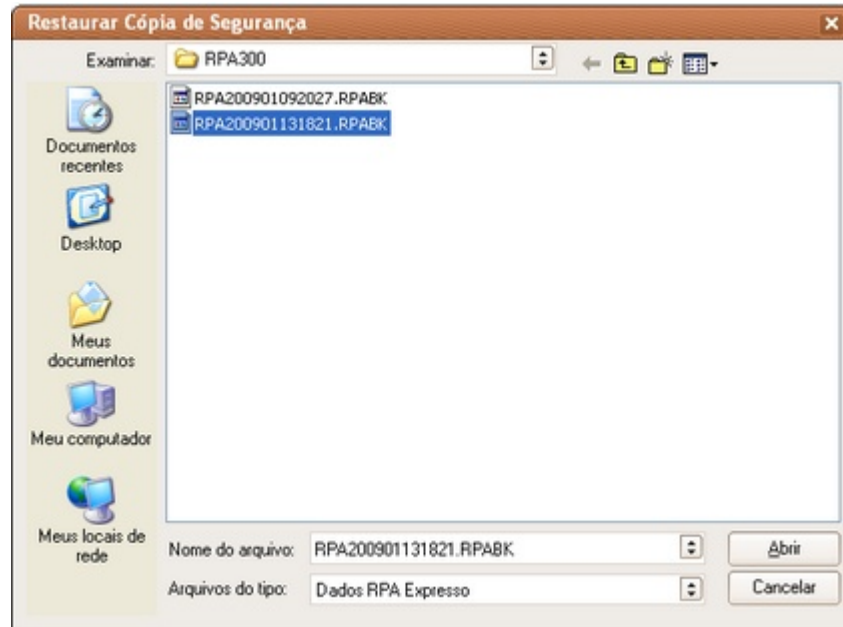 Restaurar Cópia de Segurança
Examinar:
RPA300
RPA200901092027.RPABK
RPA200901131821.RPABK
Documentos
recentes
Desktop
Meus
documentos
Meu computador
Meus locais de
rede
Nome do arquivo:
RPA200901131821.RPABK
Abrir
Arquivos do tipo:
Dados RPA Expresso
Cancelar